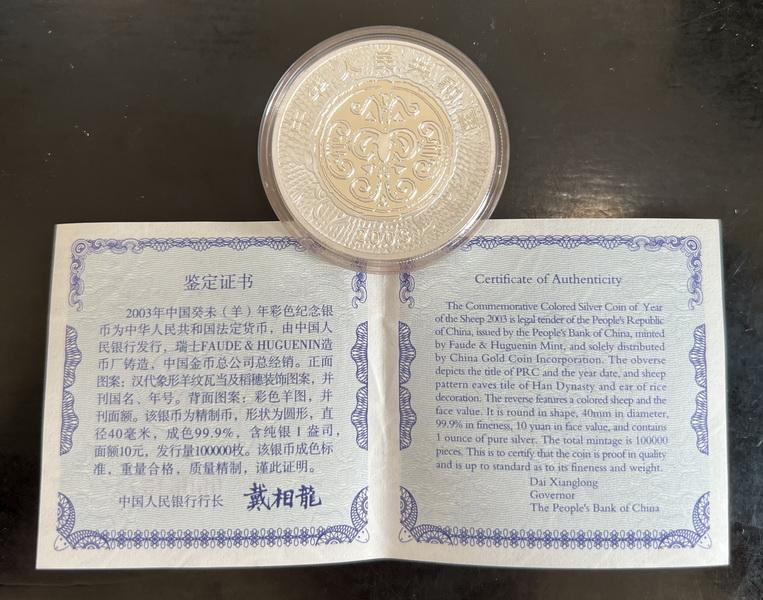 中华人民共和国
2003
鉴定证书
2003年中国癸未（羊）年彩色纪念银
币为中华人民共和国法定货币，由中国人
民银行发行，瑞士FAUDE & HUGUENIN造
币厂铸造，中国金币总公司总经销。正面
图案：汉代象形羊纹瓦当及稻穗装饰图案，并
刊国名、年号。背面图案：彩色羊图，并
刊面额。该银币为精制币，形状为圆形，直
径40毫米，成色99.9%，含纯银1盎司，
面额10元，发行量100000枚。该银币成色标
准，重量合格，质量精制，谨此证明。
中国人民银行行长 戴相龍
Certificate of Authenticity
The Commemorative Colored Silver Coin of Year
of the Sheep 2003 is legal tender of the People's Republic
of China, issued by the People's Bank of China, minted
by Faude & Huguenin Mint, and solely distributed
by China Gold Coin Incorporation. The obverse
depicts the title of PRC and the year date, and sheep
pattern eaves tile of Han Dynasty and ear of rice
decoration. The reverse features a colored sheep and the
face value. It is round in shape, 40mm in diameter,
99.9% in fineness, 10 yuan in face value, and contains
1 ounce of pure silver. The total mintage is 100000
pieces. This is to certify that the coin is proof in quality
and is up to standard as to its fineness and weight.
Dai Xianglong
Governor
The People's Bank of China